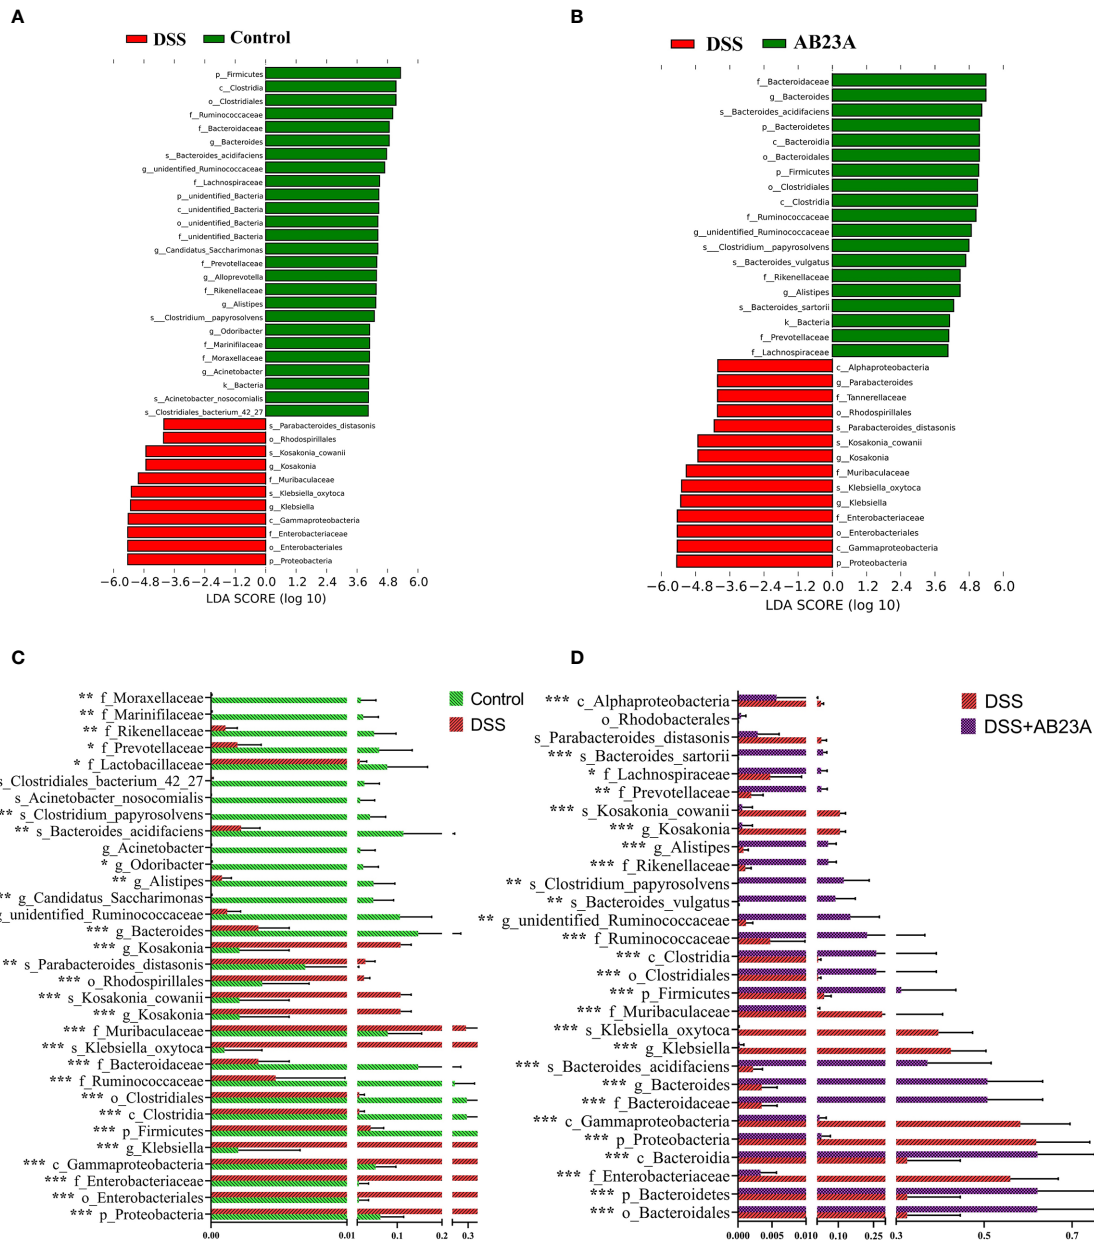 A
DSS Control
p__Firmicutes
c__Clostridia
o__Clostridiales
f__Ruminococcaceae
f__Bacteroidaceae
g__Bacteroides
s__Bacteroides_acidifaciens
g__unidentified_Ruminococcaceae
f__Lachnospiraceae
p__unidentified_Bacteria
c__unidentified_Bacteria
o__unidentified_Bacteria
f__unidentified_Bacteria
g__Candidatus_Saccharimonas
f__Prevotellaceae
g__Alloprevotella
f__Rikenellaceae
g__Alistipes
s___Clostridium_papyrosolvens
g__Odoribacter
f__Marinifilaceae
f__Moraxellaceae
g__Acinetobacter
k__Bacteria
s__Acinetobacter_nosocomialis
s__Clostridiales_bacterium_42_27
s__Parabacteroides_distasonis
o__Rhodospirillales
s__Kosakonia_cowanii
g__Kosakonia
f__Muribaculaceae
s__Klebsiella_oxytoca
g__Klebsiella
c__Gammaproteobacteria
f__Enterobacteriaceae
o__Enterobacteriales
p__Proteobacteria
−6.0 −4.8 −3.6 −2.4 −1.2 0.0 1.2 2.4 3.6 4.8 6.0
LDA SCORE (log 10)
B
DSS AB23A
f__Bacteroidaceae
g__Bacteroides
s__Bacteroides_acidifaciens
p__Bacteroidetes
c__Bacteroidia
o__Bacteroidales
p__Firmicutes
o__Clostridiales
c__Clostridia
f__Ruminococcaceae
g__unidentified_Ruminococcaceae
s___Clostridium_papyrosolvens
s__Bacteroides_vulgatus
f__Rikenellaceae
g__Alistipes
s__Bacteroides_sartorii
k__Bacteria
f__Prevotellaceae
f__Lachnospiraceae
c__Alphaproteobacteria
g__Parabacteroides
f__Tannerellaceae
o__Rhodospirillales
s__Parabacteroides_distasonis
s__Kosakonia_cowanii
g__Kosakonia
f__Muribaculaceae
s__Klebsiella_oxytoca
g__Klebsiella
f__Enterobacteriaceae
o__Enterobacteriales
c__Gammaproteobacteria
p__Proteobacteria
−6.0 −4.8 −3.6 −2.4 −1.2 0.0 1.2 2.4 3.6 4.8 6.0
LDA SCORE (log 10)
C
Control
DSS
** f_Moraxellaceae
** f_Marinifilaceae
** f_Rikenellaceae
* f_Prevotellaceae
* f_Lactobacillaceae
s_Clostridiales_bacterium_42_27
s_Acinetobacter_nosocomialis
** s_Clostridium_papyrosolvens
** s_Bacteroides_acidifaciens
g_Acinetobacter
* g_Odoribacter
** g_Alistipes
** g_Candidatus_Saccharimonas
g_unidentified_Ruminococcaceae
*** g_Bacteroides
*** g_Kosakonia
** s_Parabacteroides_distasonis
*** o_Rhodospirillales
*** s_Kosakonia_cowanii
*** g_Kosakonia
*** f_Muribaculaceae
*** s_Klebsiella_oxytoca
*** f_Bacteroidaceae
*** f_Ruminococcaceae
*** o_Clostridiales
*** c_Clostridia
*** p_Firmicutes
*** g_Klebsiella
*** c_Gammaproteobacteria
*** f_Enterobacteriaceae
*** o_Enterobacteriales
*** p_Proteobacteria
0.00 0.01 0.1 0.2 0.3
D
DSS
DSS+AB23A
*** c_Alphaproteobacteria
o_Rhodobacterales
s_Parabacteroides_distasonis
*** s_Bacteroides_sartorii
* f_Lachnospiraceae
** f_Prevotellaceae
*** s_Kosakonia_cowanii
*** g_Kosakonia
*** g_Alistipes
*** f_Rikenellaceae
** s_Clostridium_papyrosolvens
** s_Bacteroides_vulgatus
** g_unidentified_Ruminococcaceae
*** f_Ruminococcaceae
*** c_Clostridia
*** o_Clostridiales
*** p_Firmicutes
*** f_Muribaculaceae
*** s_Klebsiella_oxytoca
*** g_Klebsiella
*** s_Bacteroides_acidifaciens
*** g_Bacteroides
*** f_Bacteroidaceae
*** c_Gammaproteobacteria
*** p_Proteobacteria
*** c_Bacteroidia
*** f_Enterobacteriaceae
*** p_Bacteroidetes
*** o_Bacteroidales
0.000 0.005 0.010 0.10 0.25 0.3 0.5 0.7